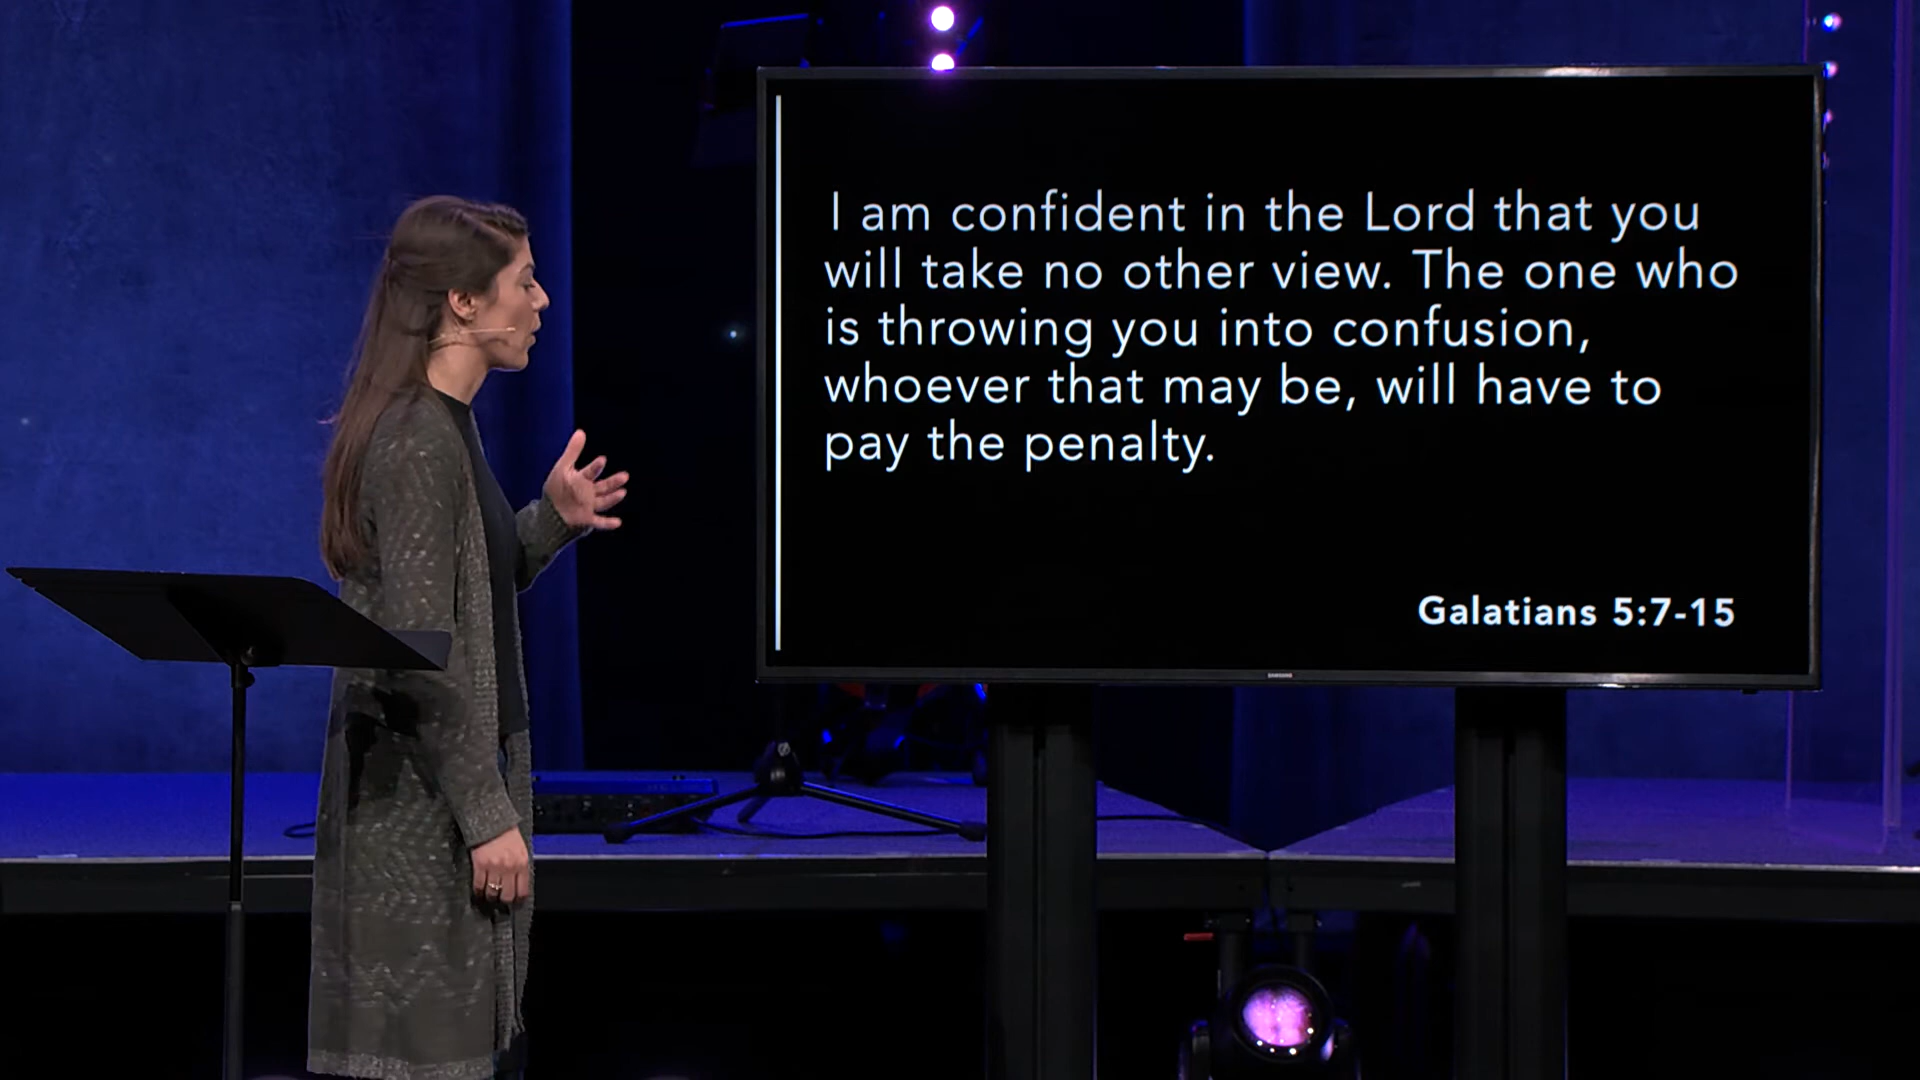 I am confident in the Lord that you
will take no other view. The one who
is throwing you into confusion,
whoever that may be, will have to
pay the penalty.
Galatians 5:7-15
SAMSUNG